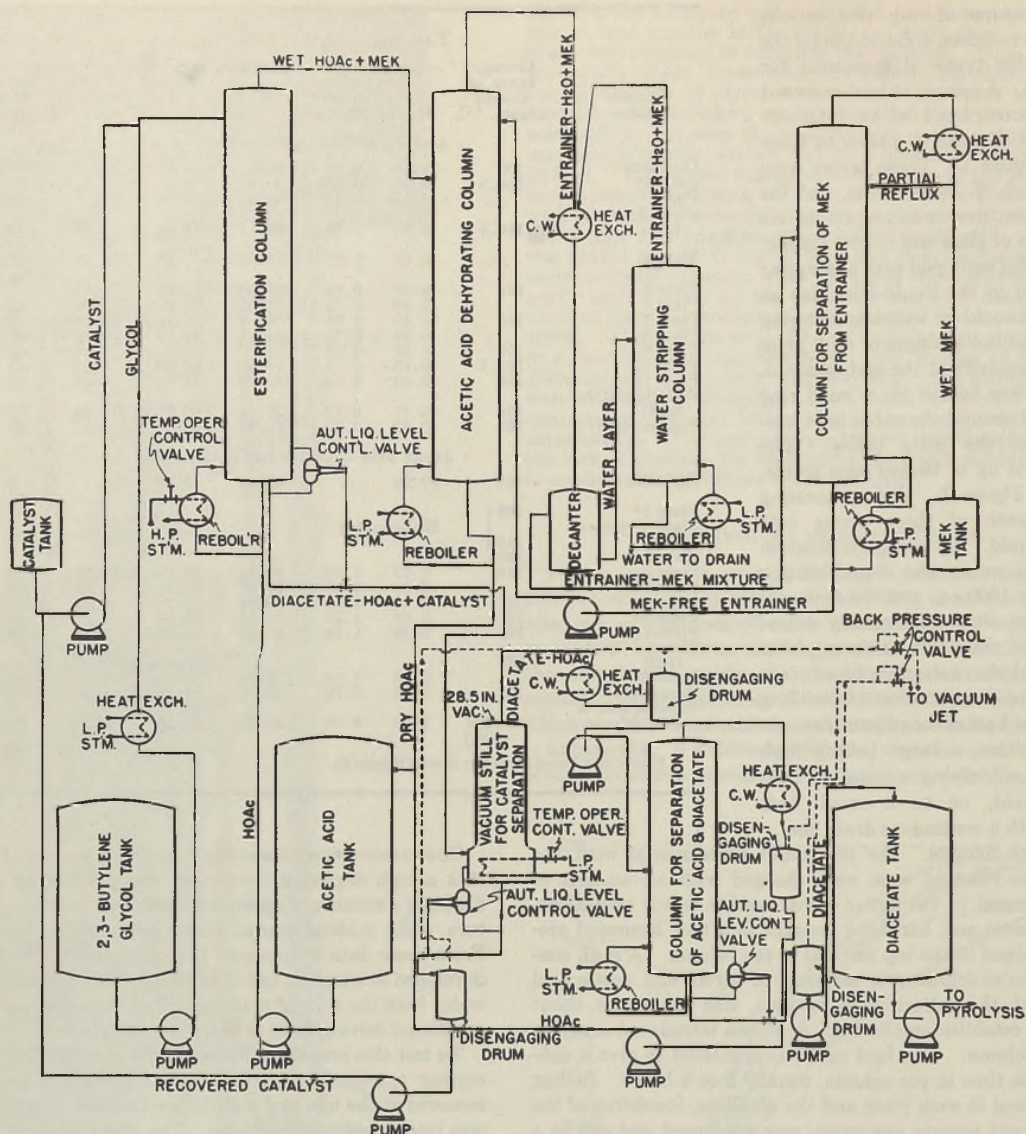 WET HOAc + MEK
CATALYST
GLYCOL
ESTERIFICATION COLUMN
ACETIC ACID DEHYDRATING COLUMN
ENTRAINER-H2O+MEK
ENTRAINER-H2O+MEK
C.W.
HEAT
EXCH.
WATER STRIPPING
COLUMN
COLUMN FOR SEPARATION OF MEK
FROM ENTRAINER
C.W.
HEAT
EXCH.
PARTIAL
REFLUX
WET MEK
TEMP. OPER.
CONTROL
VALVE
H.P.
ST'M.
REBOIL'R
AUT. LIQ. LEVEL
CONT'L. VALVE
L.P.
STM.
REBOILER
DECANTER
WATER LAYER
REBOILER
L.P.
STM.
WATER TO DRAIN
ENTRAINER-MEK MIXTURE
MEK-FREE ENTRAINER
PUMP
REBOILER
L.P.
ST'M.
MEK
TANK
CATALYST
TANK
PUMP
DIACETATE-HOAc + CATALYST
HEAT EXCH.
L.P.
STM.
2,3-BUTYLENE
GLYCOL TANK
PUMP
HOAc
ACETIC ACID
TANK
PUMP
DRY HOAc
28.5 IN.
VAC.
VACUUM STILL
FOR CATALYST
SEPARATION
DIACETATE-HOAc
C.W.
HEAT
EXCH.
DISENGAGING
DRUM
BACK PRESSURE
CONTROL
VALVE
TO VACUUM
JET
PUMP
TEMP. OPER.
CONT. VALVE
L.P.
STM.
AUT. LIQ. LEVEL
CONTROL VALVE
COLUMN FOR SEPARATION
OF ACETIC ACID & DIACETATE
HEAT EXCH.
C.W.
DISEN-
GAGING
DRUM
AUT. LIQ.
LEV. CONT.
VALVE
DIACETATE
DIACETATE TANK
L.P.
STM.
REBOILER
DISENGAGING
DRUM
HOAc
PUMP
PUMP
DISEN-
GAGING
DRUM
PUMP
TO
PYROLYSIS
RECOVERED CATALYST
PUMP